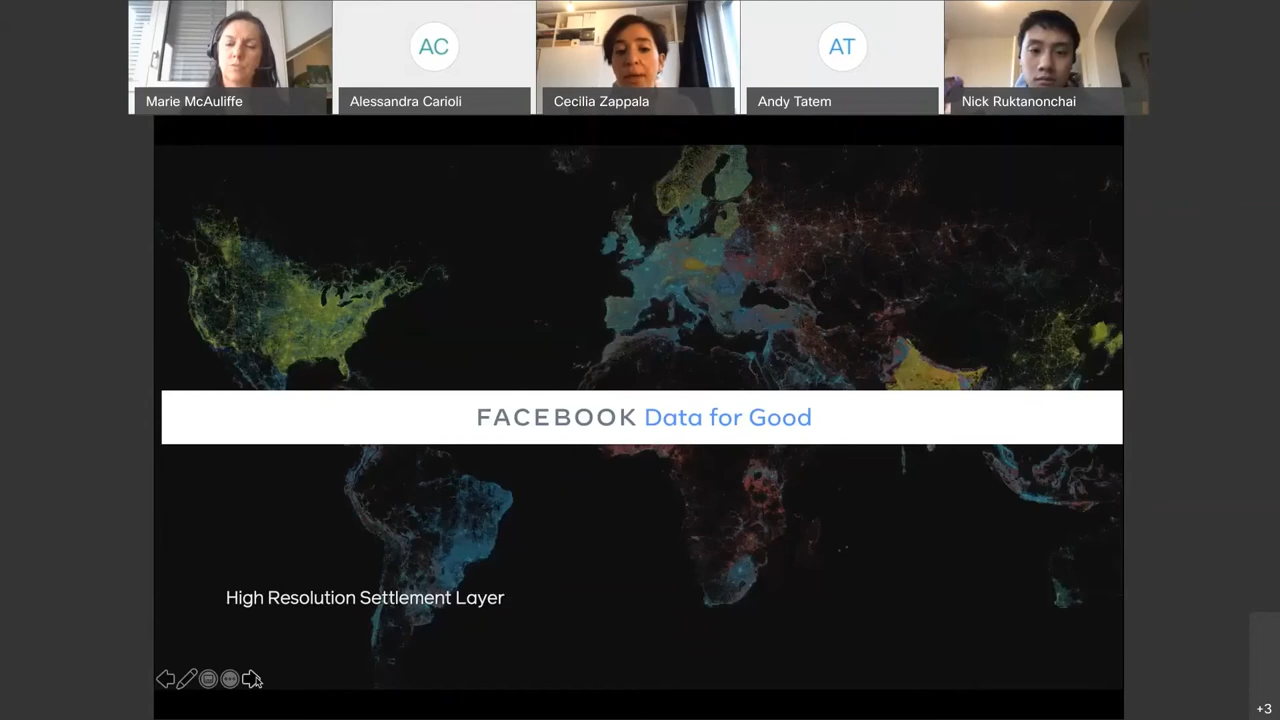 AC
AT
Marie McAuliffe
Alessandra Carioli
Cecilia Zappala
Andy Tatem
Nick Ruktanonchai
FACEBOOK Data for Good
High Resolution Settlement Layer
+3